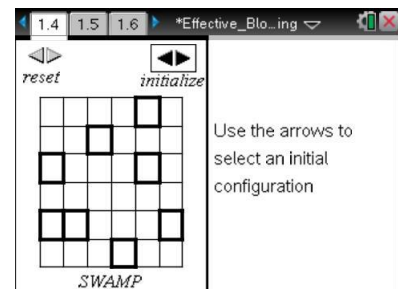 1.4 1.5 1.6 *Effective_Blo...ing
reset initialize
Use the arrows to
select an initial
configuration
SWAMP